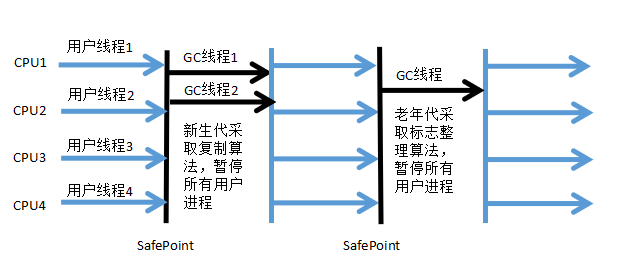 CPU1
用户线程1
CPU2
用户线程2
CPU3
用户线程3
CPU4
用户线程4
GC线程1
GC线程2
新生代采
取复制算
法，暂停
所有用户
进程
SafePoint
GC线程
老年代采
取标志整
理算法，
暂停所有
用户进程
SafePoint